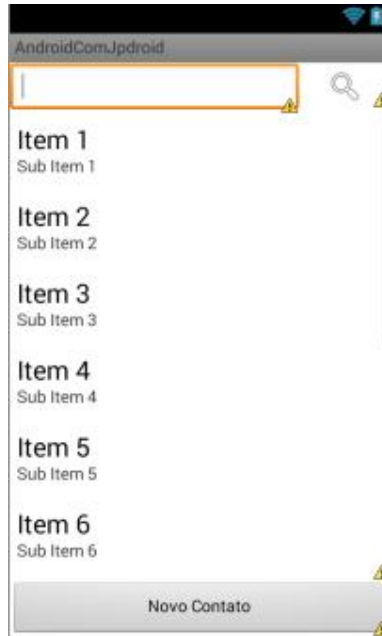 AndroidComJpdroid
Item 1
Sub Item 1
Item 2
Sub Item 2
Item 3
Sub Item 3
Item 4
Sub Item 4
Item 5
Sub Item 5
Item 6
Sub Item 6
Novo Contato